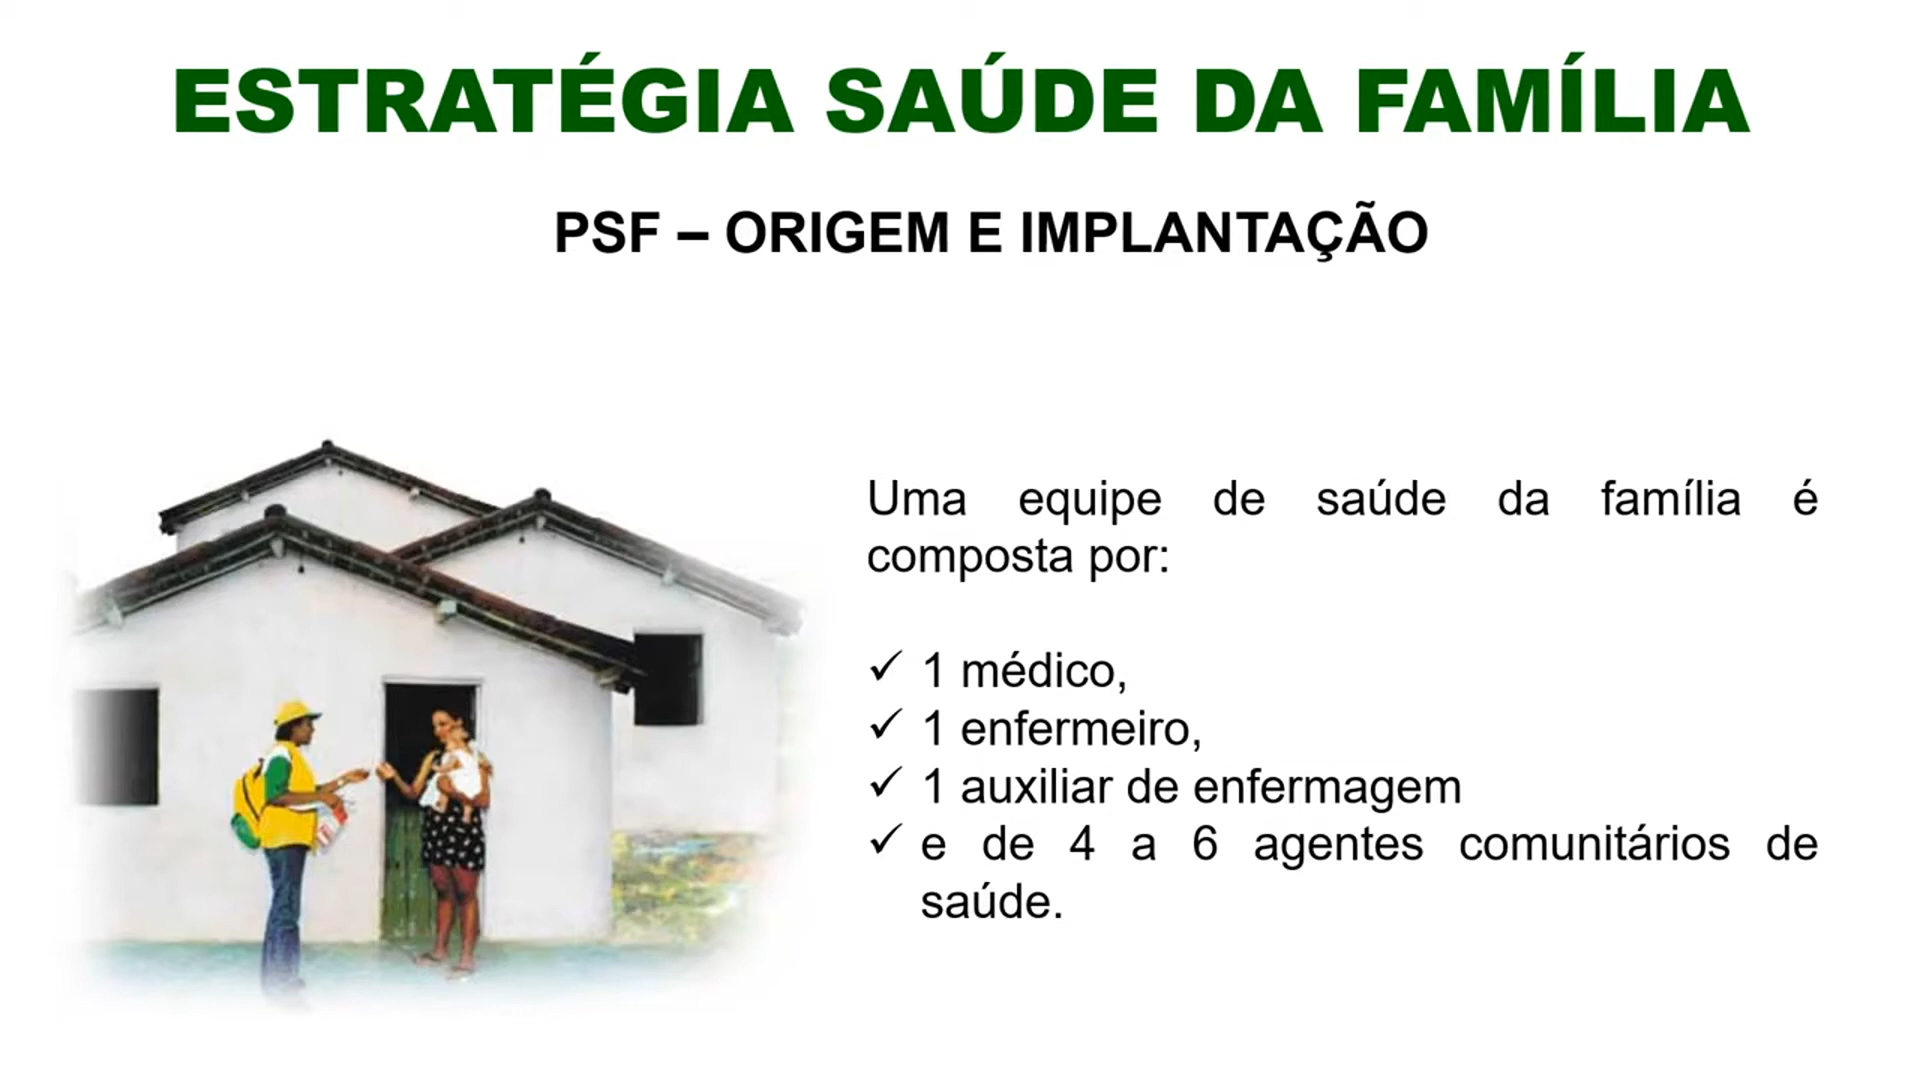 ESTRATÉGIA SAÚDE DA FAMÍLIA
PSF – ORIGEM E IMPLANTAÇÃO
Uma equipe de saúde da família é
composta por:
✓ 1 médico,
✓ 1 enfermeiro,
✓ 1 auxiliar de enfermagem
✓ e de 4 a 6 agentes comunitários de
saúde.